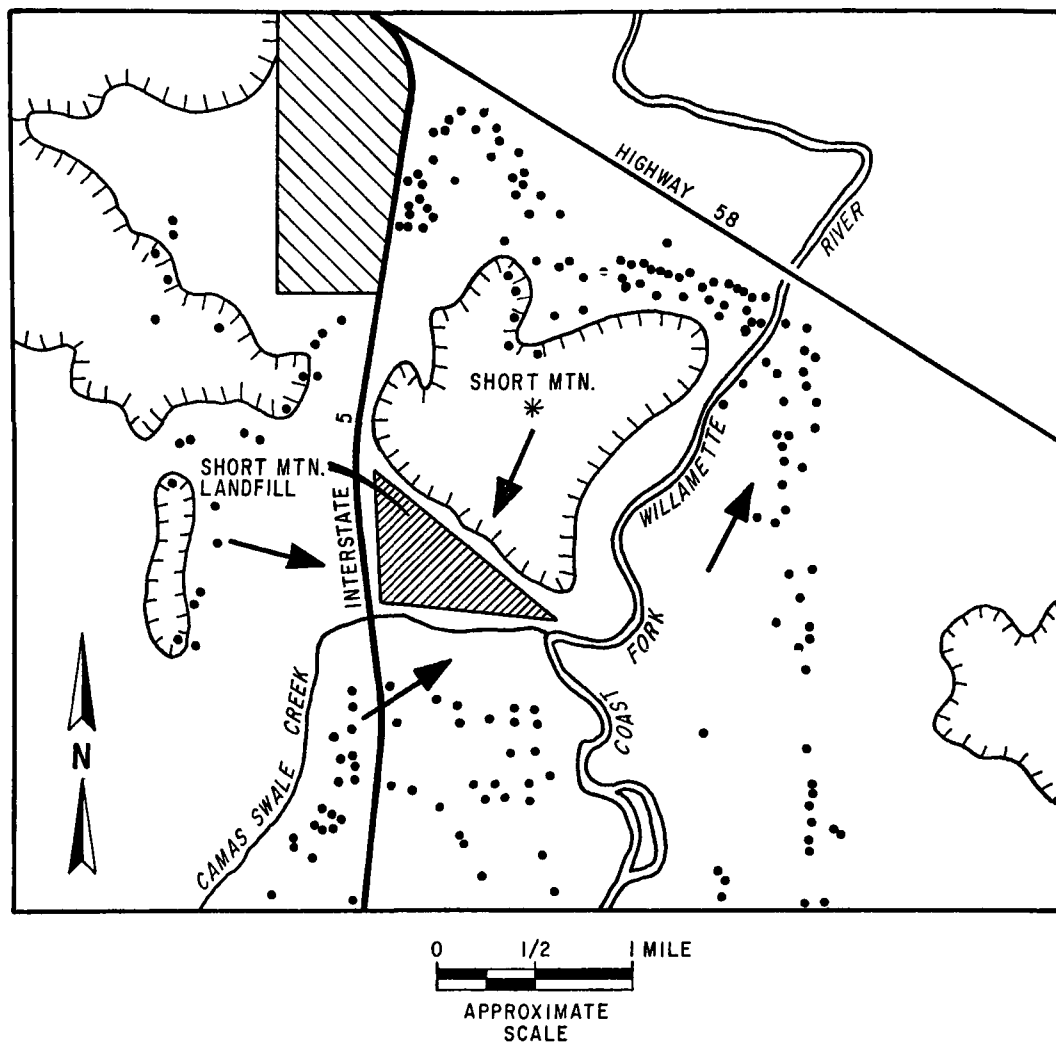 HIGHWAY 58
RIVER
SHORT MTN.
SHORT MTN.
LANDFILL
INTERSTATE 5
WILLAMETTE
FORK
COAST
CAMAS SWALE CREEK
N
0 1/2 1 MILE
APPROXIMATE
SCALE